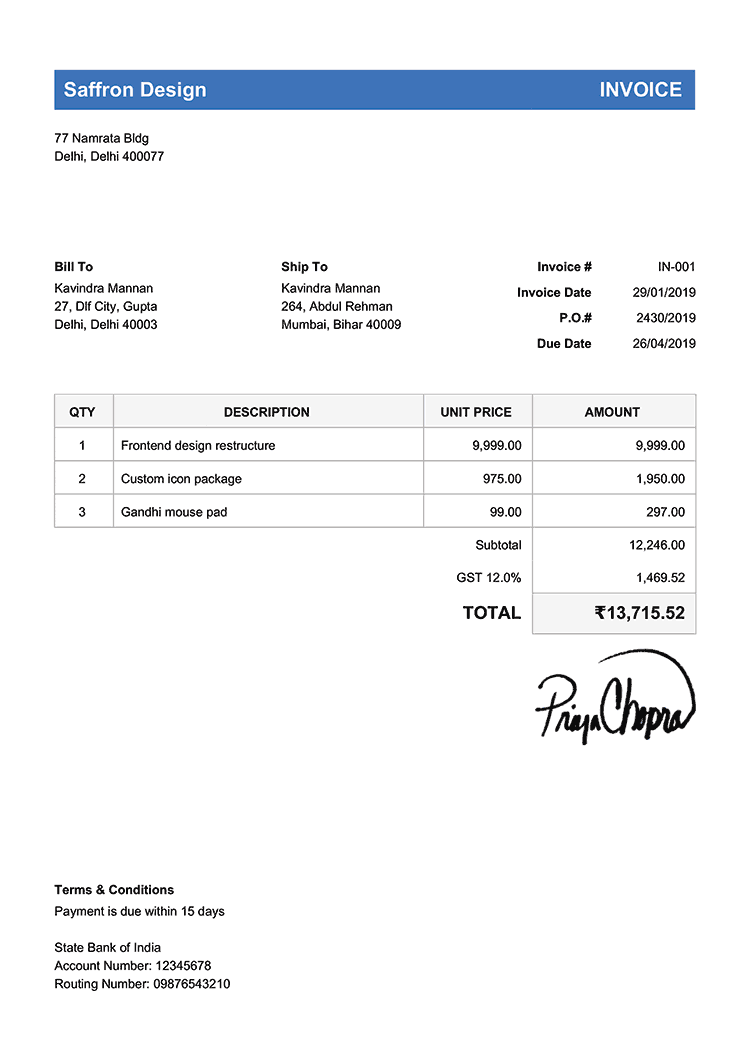 Saffron Design INVOICE
77 Namrata Bldg
Delhi, Delhi 400077
Bill To
Kavindra Mannan
27, Dlf City, Gupta
Delhi, Delhi 40003
Ship To
Kavindra Mannan
264, Abdul Rehman
Mumbai, Bihar 40009
Invoice # IN-001
Invoice Date 29/01/2019
P.O.# 2430/2019
Due Date 26/04/2019
QTY DESCRIPTION UNIT PRICE AMOUNT
1 Frontend design restructure 9,999.00 9,999.00
2 Custom icon package 975.00 1,950.00
3 Gandhi mouse pad 99.00 297.00
Subtotal 12,246.00
GST 12.0% 1,469.52
TOTAL ₹13,715.52
Priya Chopra
Terms & Conditions
Payment is due within 15 days
State Bank of India
Account Number: 12345678
Routing Number: 09876543210